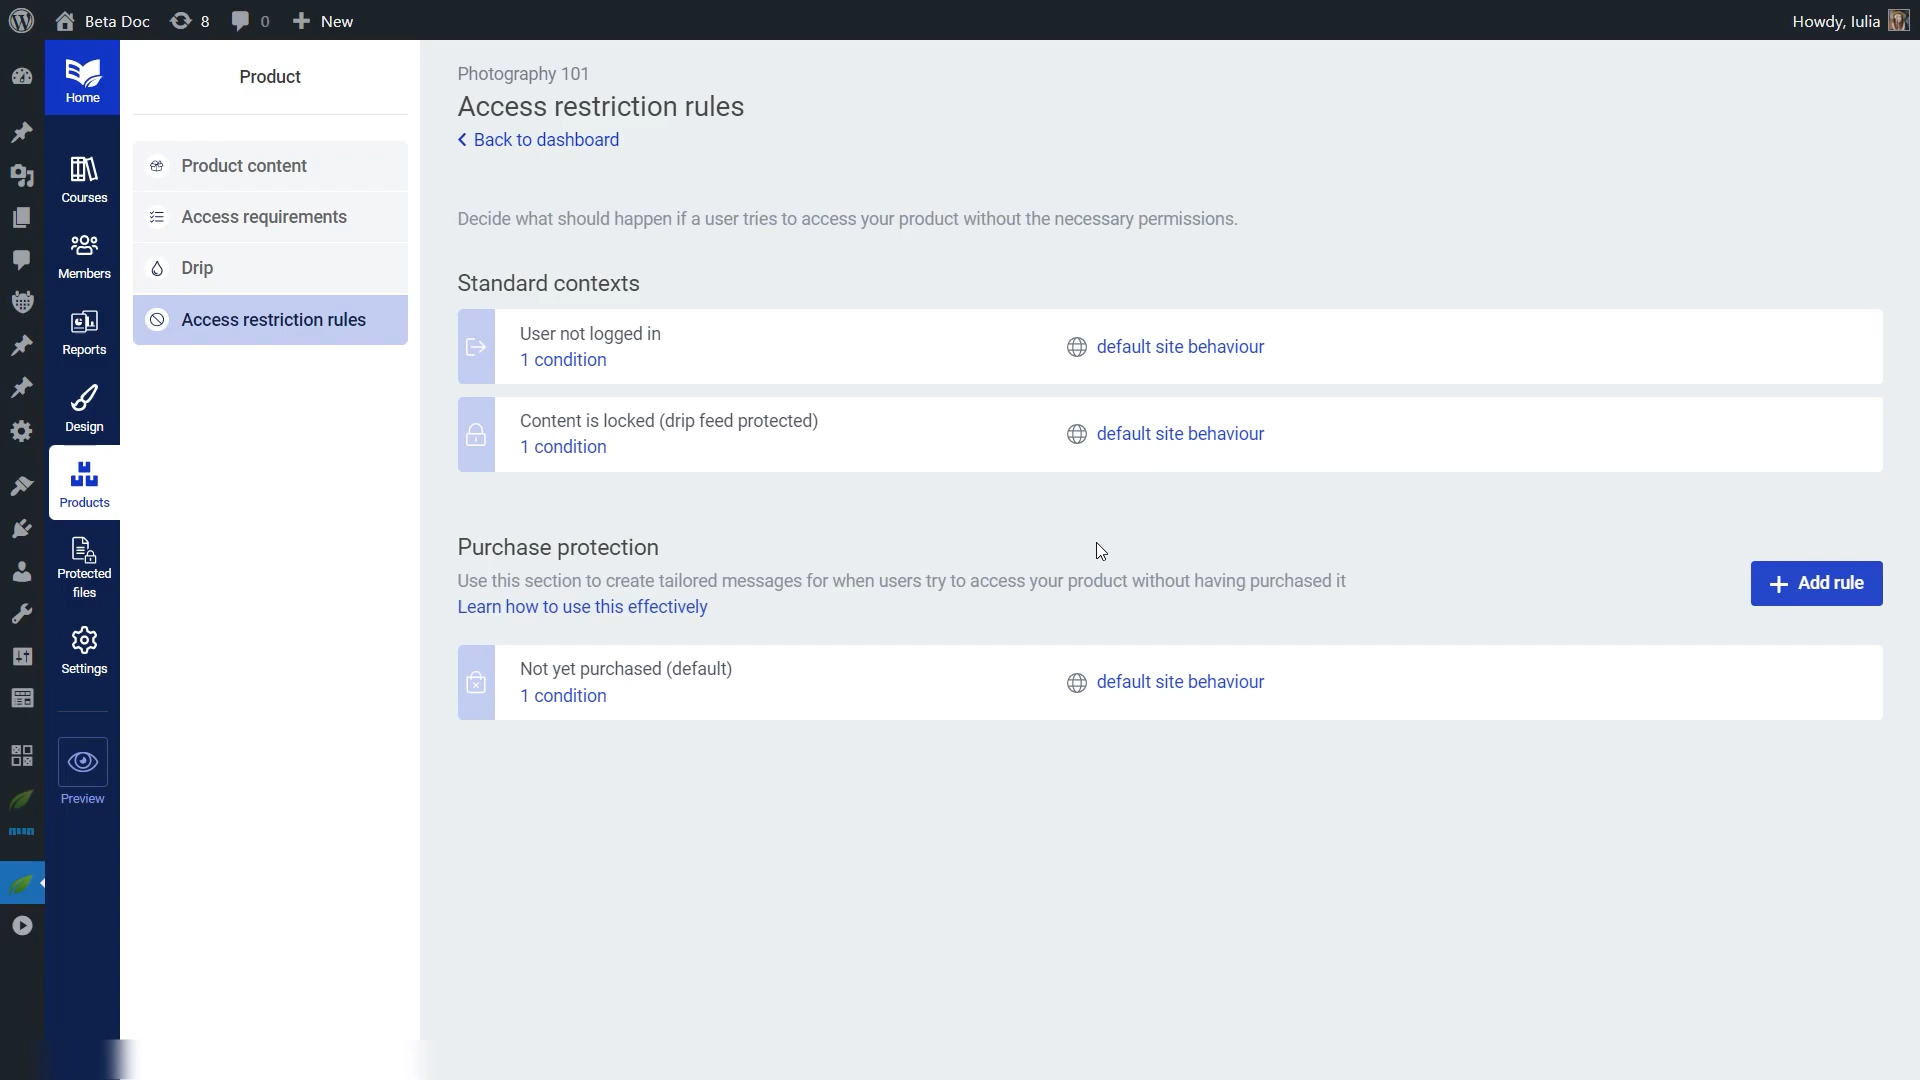 Beta Doc
8
0
New
Howdy, Iulia
Home
Courses
Members
Reports
Design
Products
Protected
files
Settings
Preview
Product
Product content
Access requirements
Drip
Access restriction rules
Photography 101
Access restriction rules
Back to dashboard
Decide what should happen if a user tries to access your product without the necessary permissions.
Standard contexts
User not logged in
1 condition
default site behaviour
Content is locked (drip feed protected)
1 condition
default site behaviour
Purchase protection
Use this section to create tailored messages for when users try to access your product without having purchased it
Learn how to use this effectively
Add rule
Not yet purchased (default)
1 condition
default site behaviour